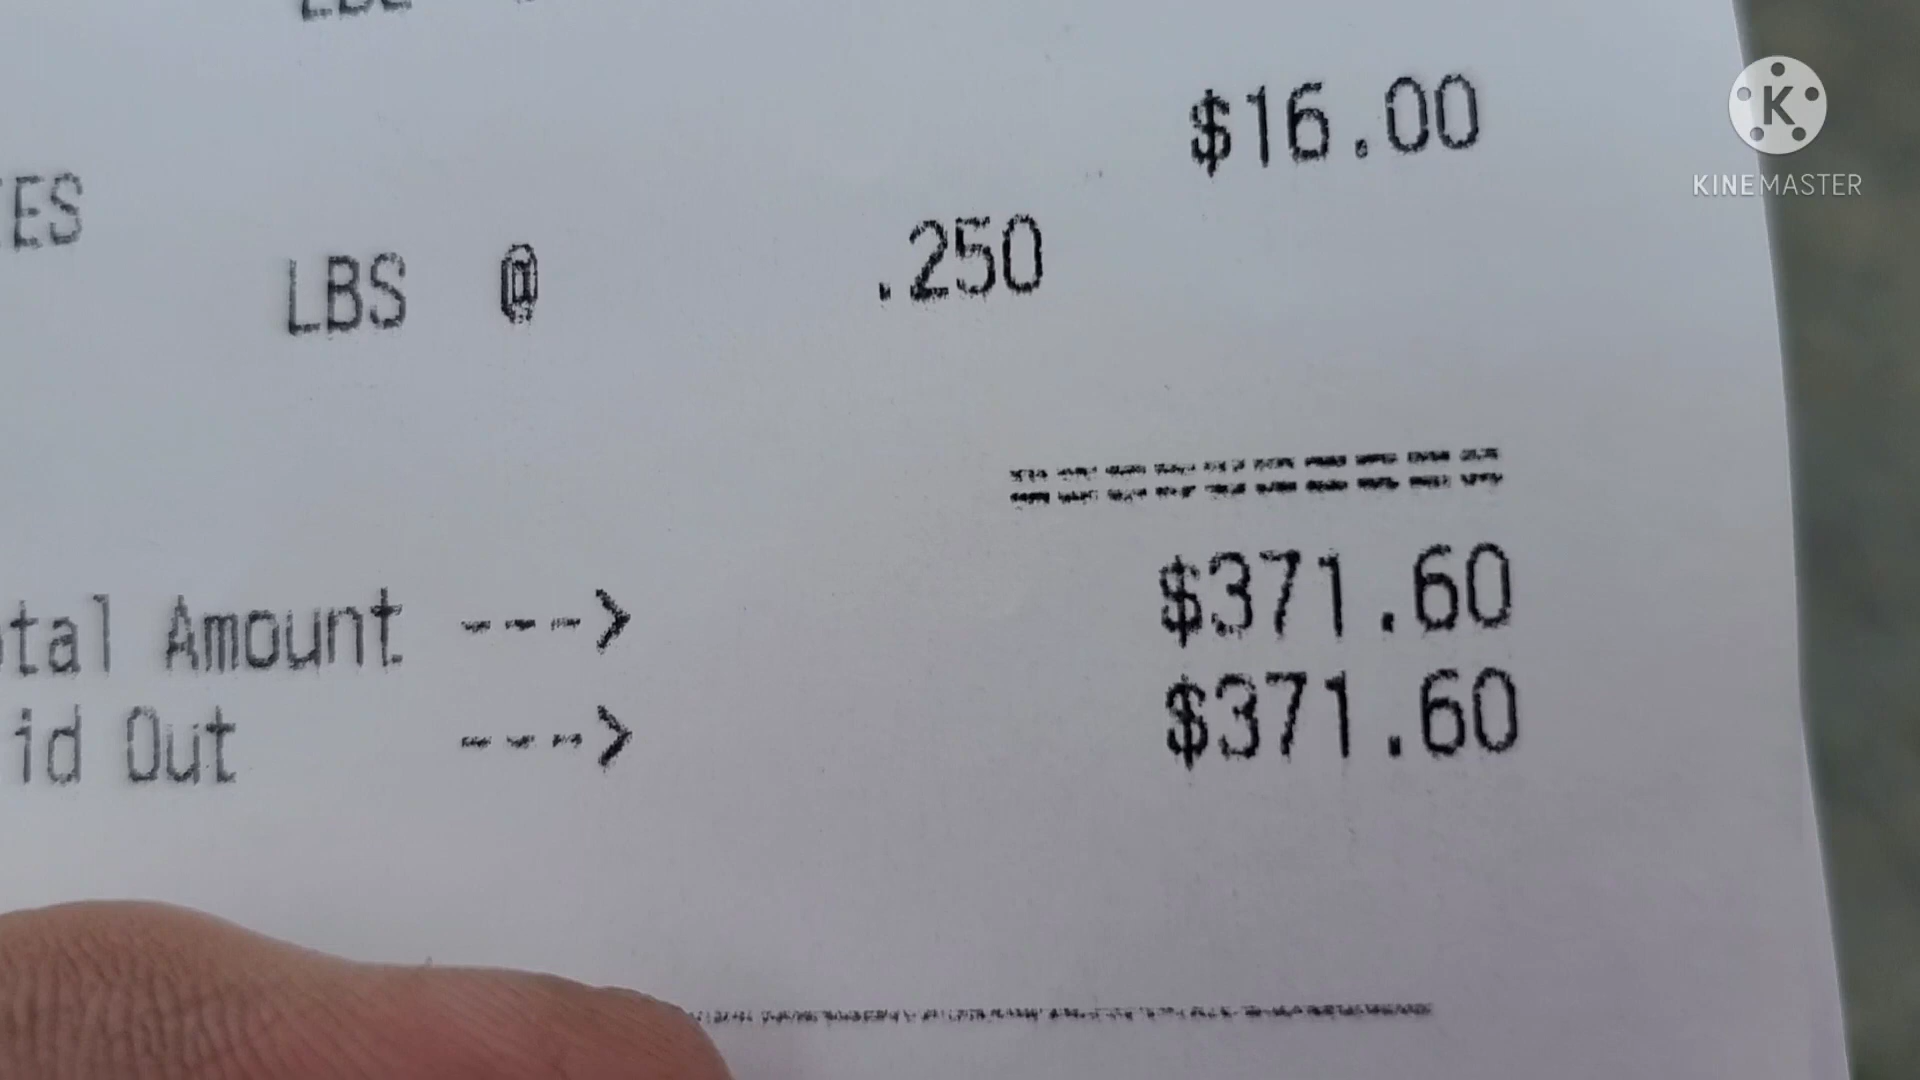 $16.00
ES
LBS @ .250
tal Amount ---> $371.60
id Out ---> $371.60
K
KINEMASTER